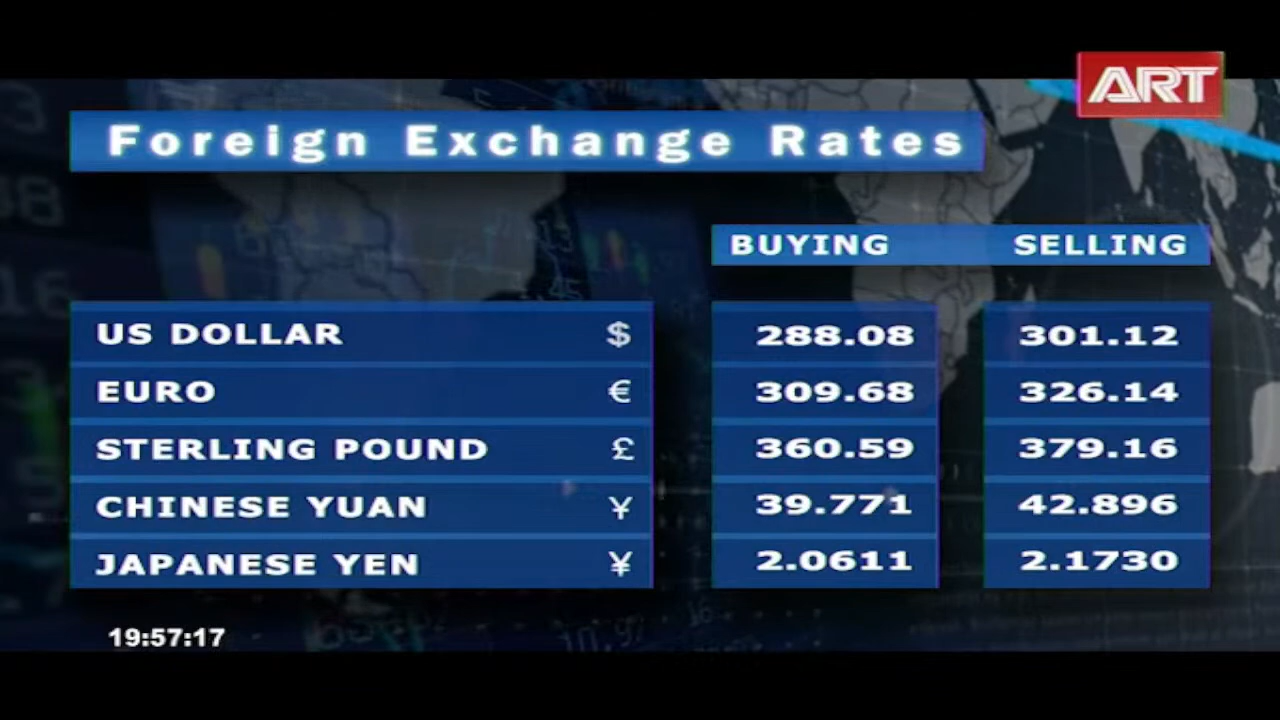 ART
Foreign Exchange Rates
BUYING SELLING
US DOLLAR $ 288.08 301.12
EURO € 309.68 326.14
STERLING POUND £ 360.59 379.16
CHINESE YUAN ¥ 39.771 42.896
JAPANESE YEN ¥ 2.0611 2.1730
19:57:17